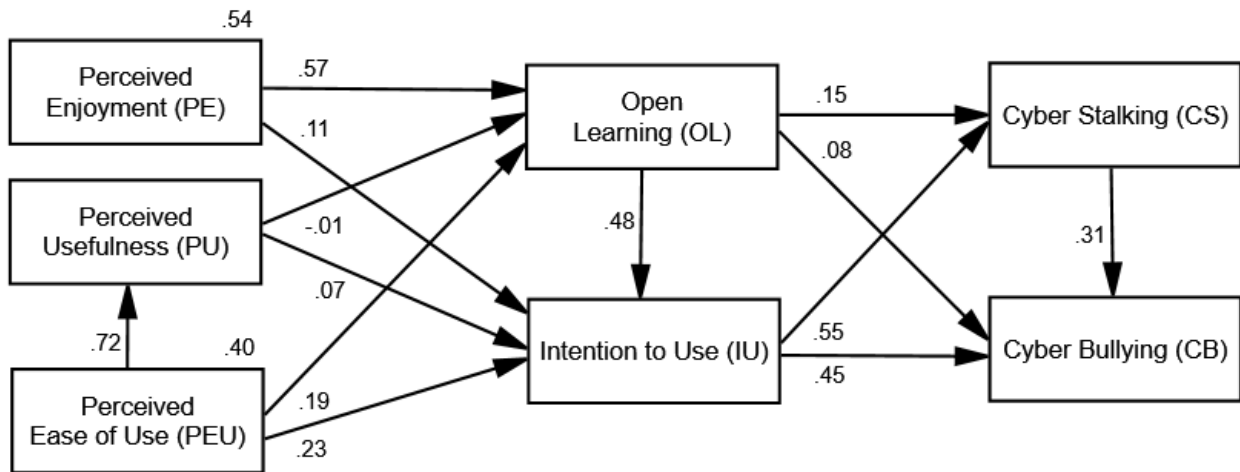 .54
Perceived
Enjoyment (PE)
.57
.11
Open
Learning (OL)
.15
.08
Cyber Stalking (CS)
Perceived
Usefulness (PU)
-.01
.07
.48
.31
.72
.40
Intention to Use (IU)
.55
.45
Cyber Bullying (CB)
Perceived
Ease of Use (PEU)
.19
.23